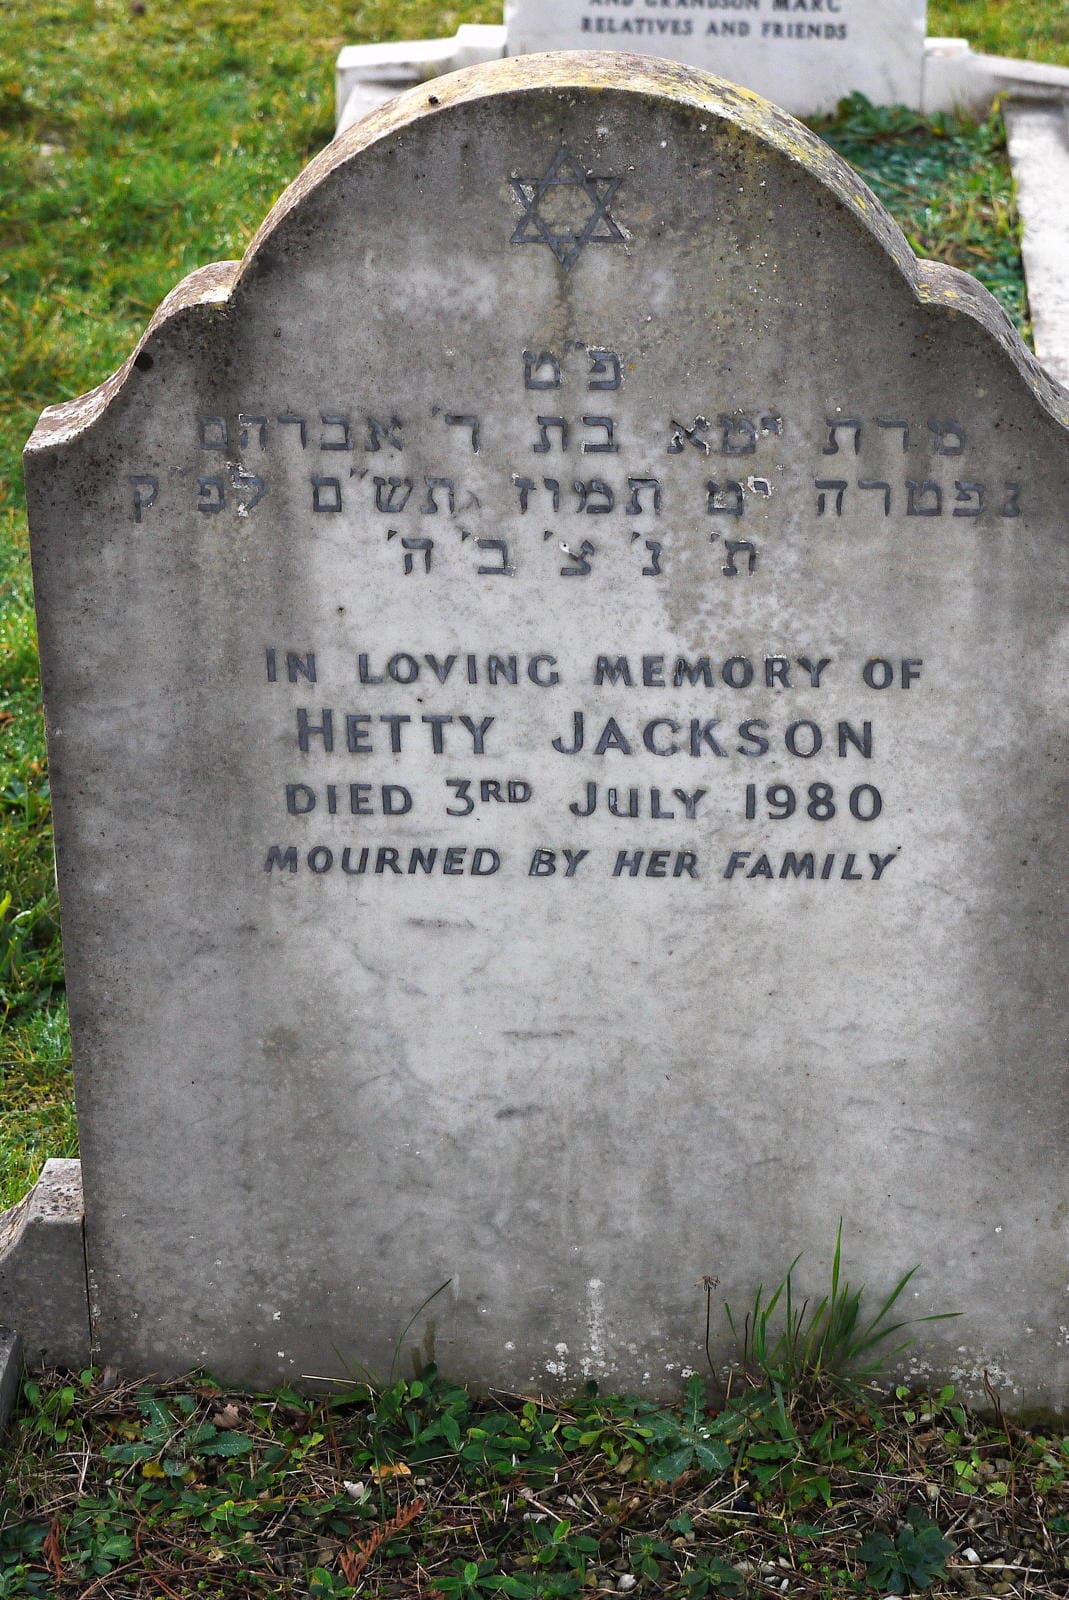 AND GRANDSON MARC
RELATIVES AND FRIENDS
פ״ט
מרת יטא בת ר׳ אברהם
נפטרה יט תמוז תש״ם לפ״ק
ת׳ נ׳ צ׳ ב׳ ה׳
IN LOVING MEMORY OF
HETTY JACKSON
DIED 3RD JULY 1980
MOURNED BY HER FAMILY